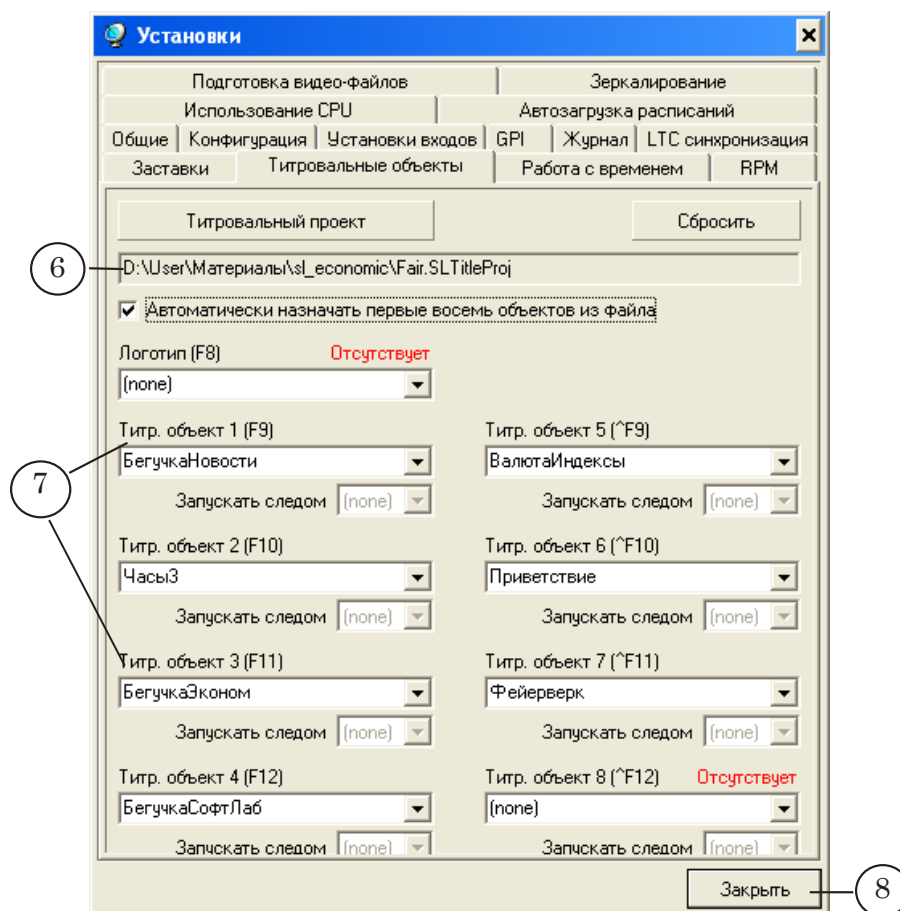 Установки
Подготовка видео-файлов Зеркалирование
Использование CPU Автозагрузка расписаний
Общие Конфигурация Установки входов GPI Журнал LTC синхронизация
Заставки Титровальные объекты Работа с временем RPM
Титровальный проект Сбросить
6 D:\User\Материалы\sl_economic\Fair.SLTitleProj
Автоматически назначать первые восемь объектов из файла
Логотип (F8) Отсутствует
(none)
Титр. объект 1 (F9) Титр. объект 5 (^F9)
БегучкаНовости ВалютаИндексы
7 Запускать следом (none) Запускать следом (none)
Титр. объект 2 (F10) Титр. объект 6 (^F10)
Часы3 Приветствие
Запускать следом (none) Запускать следом (none)
Титр. объект 3 (F11) Титр. объект 7 (^F11)
БегучкаЭконом Фейерверк
Запускать следом (none) Запускать следом (none)
Титр. объект 4 (F12) Титр. объект 8 (^F12) Отсутствует
БегучкаСофтЛаб (none)
Запускать следом (none) Запускать следом (none)
Закрыть 8